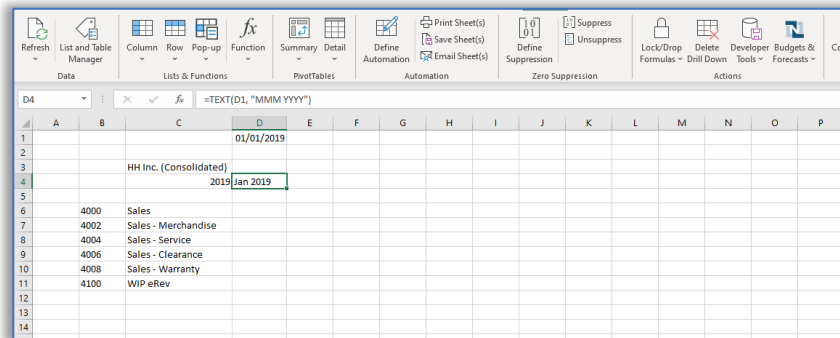 Print Sheet(s)
Save Sheet(s)
Email Sheet(s)
Suppress
Unsuppress
Refresh
List and Table Manager
Column
Row
Pop-up
Function
Summary
Detail
Define Automation
Define Suppression
Lock/Drop Formulas
Delete Drill Down
Developer Tools
Budgets & Forecasts
Data
Lists & Functions
PivotTables
Automation
Zero Suppression
Actions
D4 fx =TEXT(D1, "MMM YYYY")
A B C D E F G H I J K L M N O P
1 01/01/2019
2
3 HH Inc. (Consolidated)
4 2019 Jan 2019
5
6 4000 Sales
7 4002 Sales - Merchandise
8 4004 Sales - Service
9 4006 Sales - Clearance
10 4008 Sales - Warranty
11 4100 WIP eRev
12
13
14